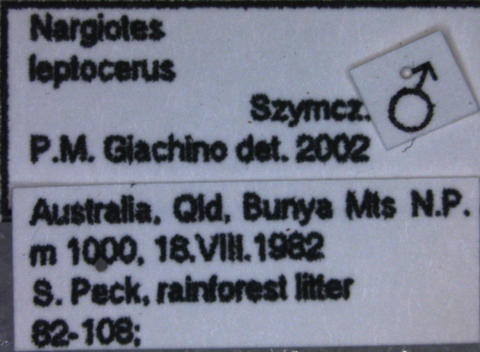 Nargiotes
leptocerus
Szymcz.
♂
P.M. Giachino det. 2002
Australia, Qld, Bunya Mts N.P.
m 1000, 18.VIII.1982
S. Peck, rainforest litter
82-108;